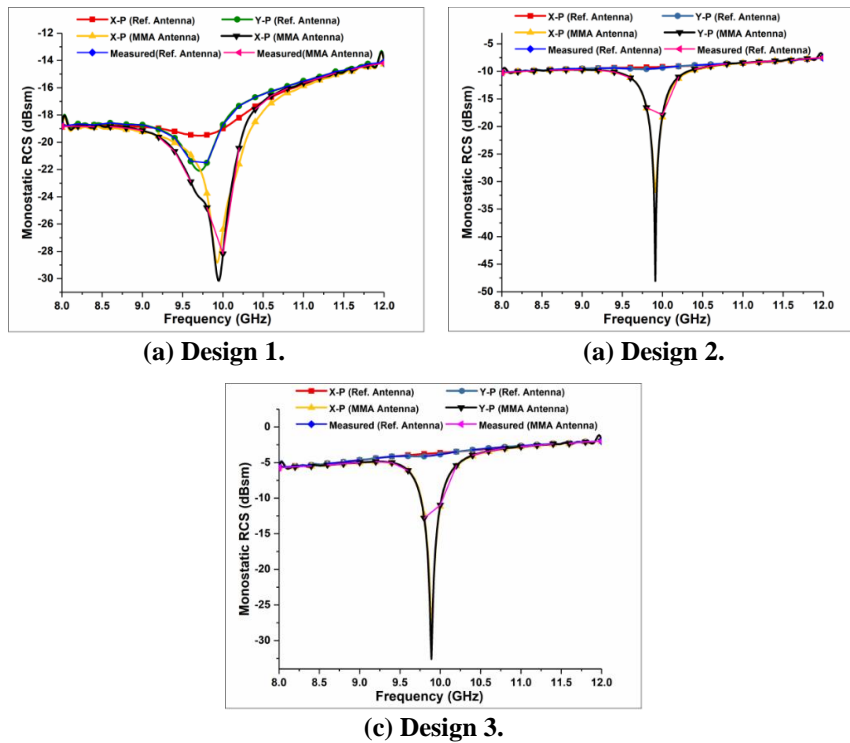 X-P (Ref. Antenna) Y-P (Ref. Antenna)
X-P (MMA Antenna) X-P (MMA Antenna)
Measured(Ref. Antenna) Measured(MMA Antenna)
-12
-14
-16
-18
-20
-22
-24
-26
-28
-30
Monostatic RCS (dBsm)
8.0 8.5 9.0 9.5 10.0 10.5 11.0 11.5 12.0
Frequency (GHz)
(a) Design 1.
X-P (Ref. Antenna) Y-P (Ref. Antenna)
X-P (MMA Antenna) Y-P (MMA Antenna)
Measured (Ref. Antenna) Measured (Ref. Antenna)
-5
-10
-15
-20
-25
-30
-35
-40
-45
-50
Monostatic RCS (dBsm)
8.0 8.5 9.0 9.5 10.0 10.5 11.0 11.5 12.0
Frequency (GHz)
(a) Design 2.
X-P (Ref. Antenna) Y-P (Ref. Antenna)
X-P (MMA Antenna) Y-P (MMA Antenna)
Measured (Ref. Antenna) Measured (MMA Antenna)
0
-5
-10
-15
-20
-25
-30
Monostatic RCS (dBsm)
8.0 8.5 9.0 9.5 10.0 10.5 11.0 11.5 12.0
Frequency (GHz)
(c) Design 3.